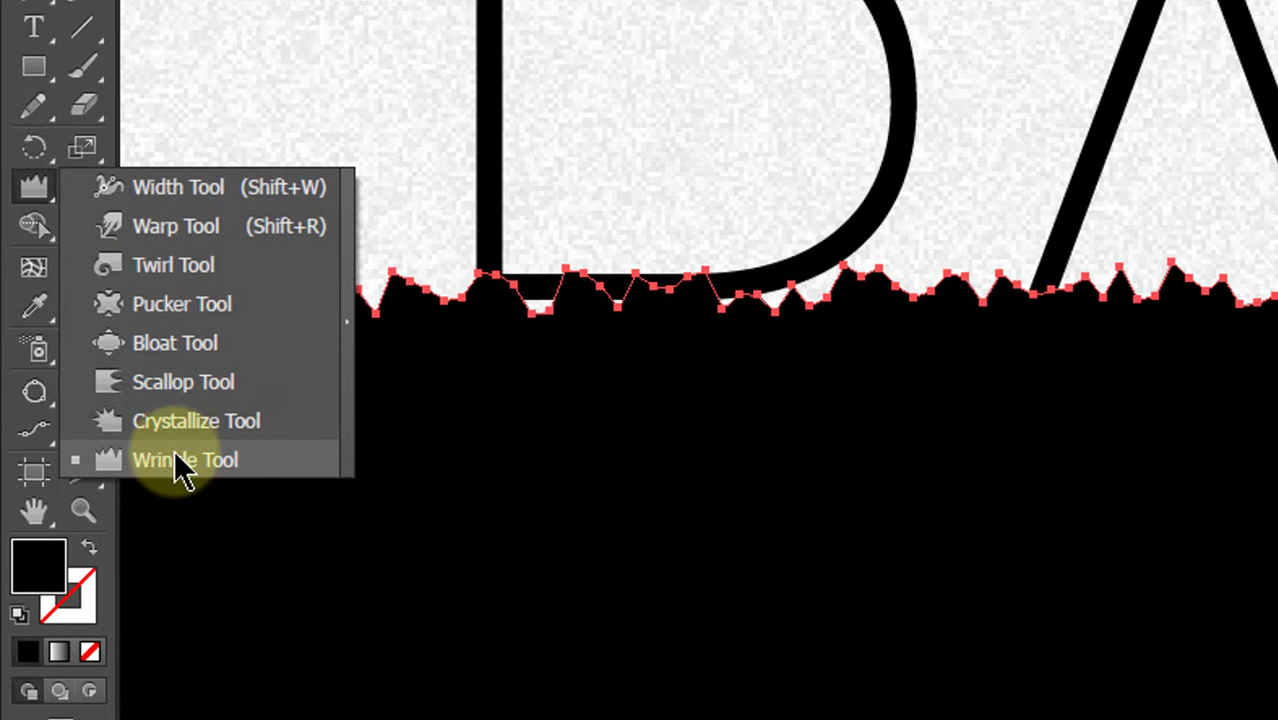 T
Width Tool (Shift+W)
Warp Tool (Shift+R)
Twirl Tool
Pucker Tool
Bloat Tool
Scallop Tool
Crystallize Tool
Wrinkle Tool